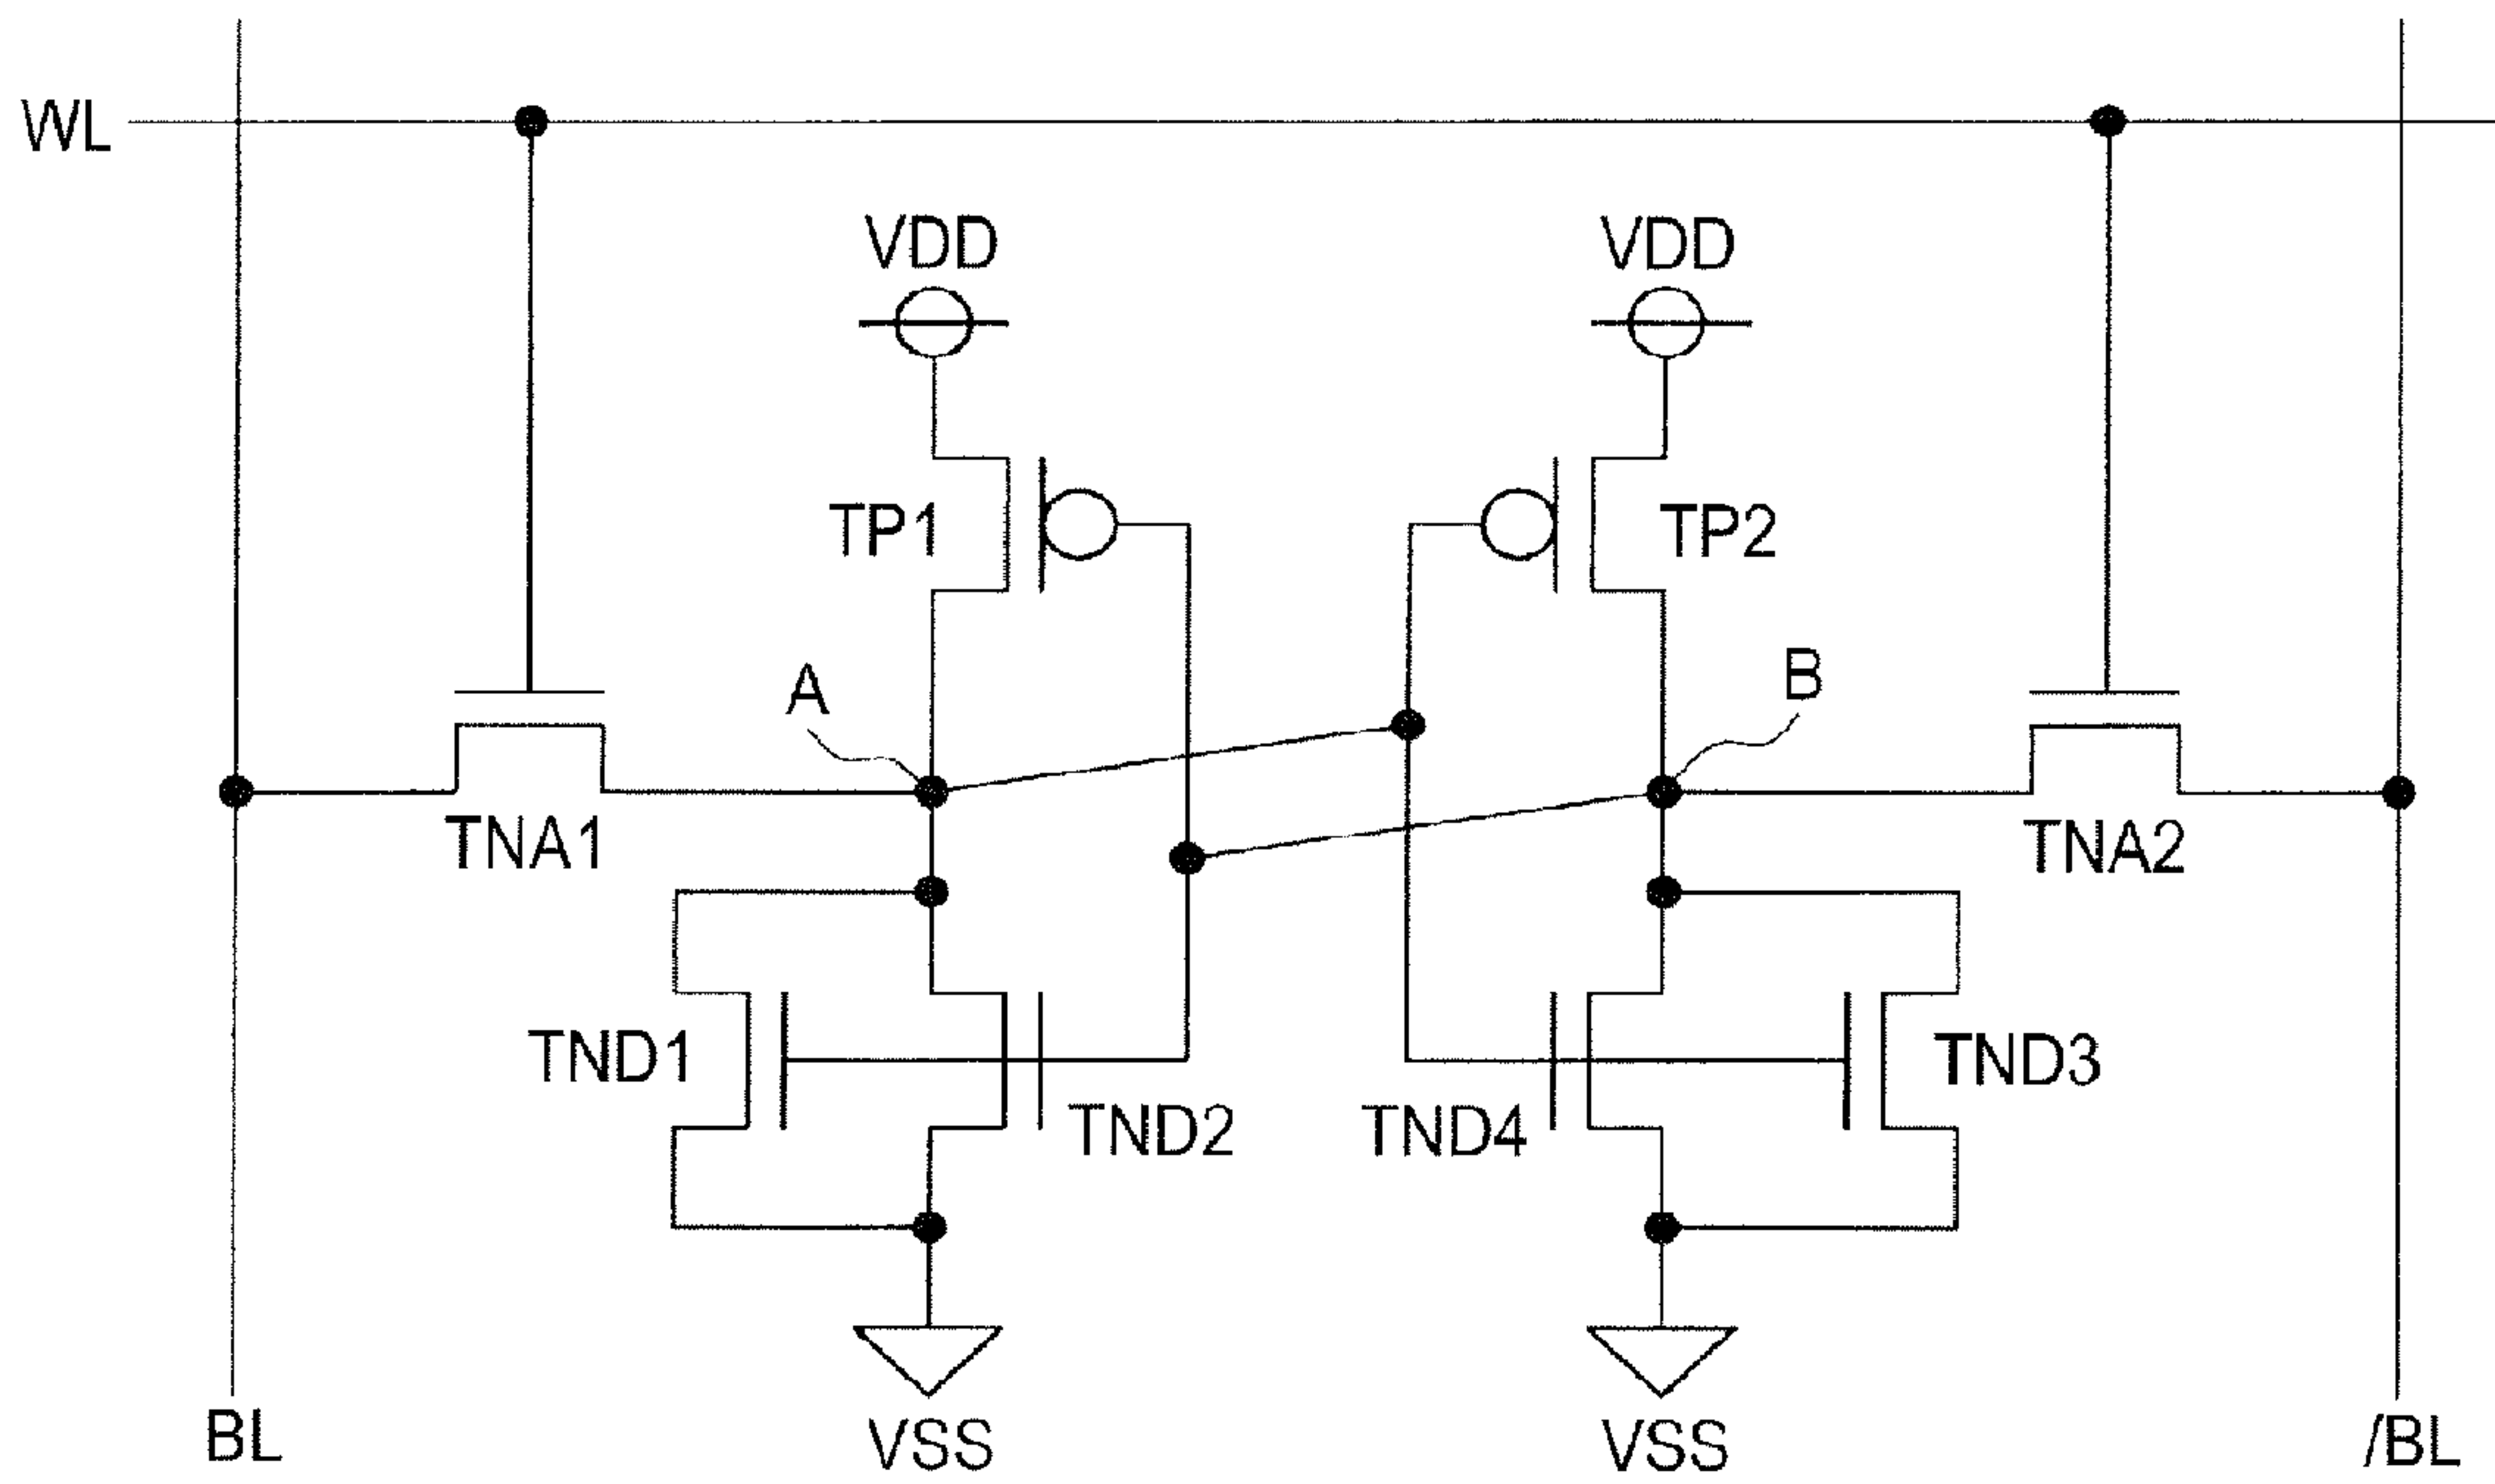 WL
VDD
VDD
TP1
TP2
A
B
TNA1
TNA2
TND1
TND3
TND2
TND4
BL
VSS
VSS
/BL